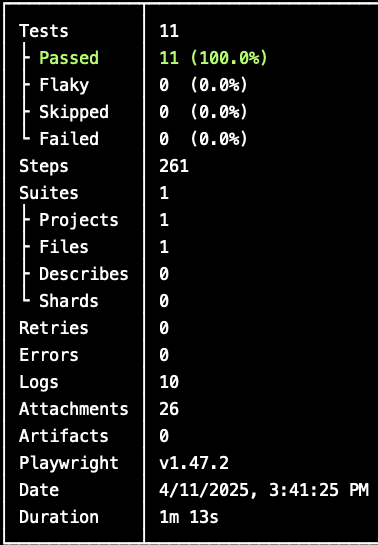 Tests 11
├ Passed 11 (100.0%)
├ Flaky 0 (0.0%)
├ Skipped 0 (0.0%)
└ Failed 0 (0.0%)
Steps 261
Suites 1
├ Projects 1
├ Files 1
├ Describes 0
└ Shards 0
Retries 0
Errors 0
Logs 10
Attachments 26
Artifacts 0
Playwright v1.47.2
Date 4/11/2025, 3:41:25 PM
Duration 1m 13s